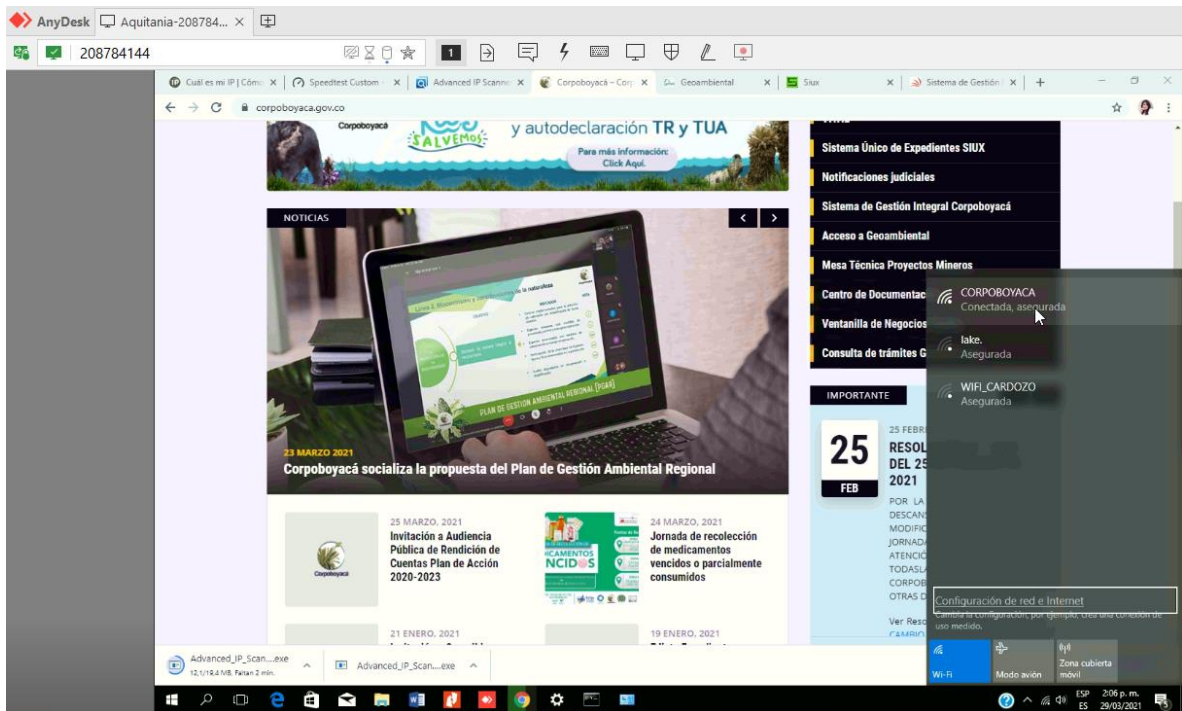 AnyDesk
Aquitania-208784...
208784144
1
Cuál es mi IP | Cómo
Speedtest Custom -
Advanced IP Scanne
Corpoboyacá – Corp
Geoambiental
Siux
Sistema de Gestión I
corpoboyaca.gov.co
Corpoboyacá
SALVEMOS
y autodeclaración TR y TUA
Para más información:
Click Aquí.
Sistema Único de Expedientes SIUX
Notificaciones judiciales
Sistema de Gestión Integral Corpoboyacá
Acceso a Geoambiental
Mesa Técnica Proyectos Mineros
Centro de Documentac
Ventanilla de Negocios
Consulta de trámites G
NOTICIAS
PLAN DE GESTIÓN AMBIENTAL REGIONAL [PGAR]
23 MARZO 2021
Corpoboyacá socializa la propuesta del Plan de Gestión Ambiental Regional
25 MARZO, 2021
Invitación a Audiencia
Pública de Rendición de
Cuentas Plan de Acción
2020-2023
Corpoboyacá
24 MARZO, 2021
Jornada de recolección
de medicamentos
vencidos o parcialmente
consumidos
21 ENERO, 2021
19 ENERO, 2021
IMPORTANTE
25
FEB
25 FEBR
RESOL
DEL 25
2021
POR LA
DESCANS
MODIFIC
JORNADA
ATENCIÓ
TODASLA
CORPOB
OTRAS D
Ver Reso
CAMBIO
CORPOBOYACA
Conectada, asegurada
lake.
Asegurada
WIFI_CARDOZO
Asegurada
Configuración de red e Internet
Cambia la configuración; por ejemplo, crea una conexión de
uso medido.
Wi-Fi
Modo avión
Zona cubierta
móvil
Advanced_IP_Scan....exe
12,1/19,4 MB, Faltan 2 min.
Advanced_IP_Scan....exe
ESP
ES
2:06 p. m.
29/03/2021